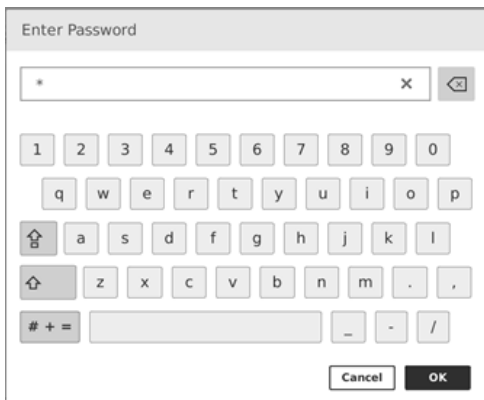 Enter Password
*
1 2 3 4 5 6 7 8 9 0
q w e r t y u i o p
a s d f g h j k l
z x c v b n m . ,
# + = _ - /
Cancel OK